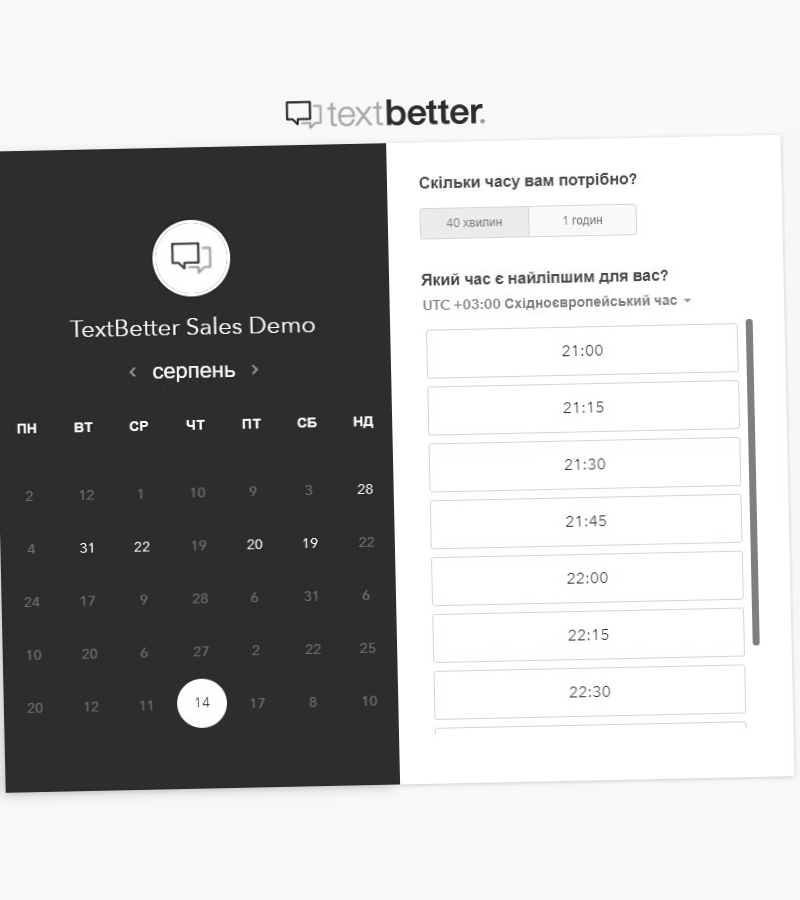 textbetter.
TextBetter Sales Demo
серпень
ПН ВТ СР ЧТ ПТ СБ НД
2 12 1 10 9 3 28
4 31 22 19 20 19 22
24 17 9 28 6 31 6
10 20 6 27 2 22 25
20 12 11 14 17 8 10
Скільки часу вам потрібно?
40 хвилин 1 годин
Який час є найліпшим для вас?
UTC +03:00 Східноєвропейський час
21:00
21:15
21:30
21:45
22:00
22:15
22:30